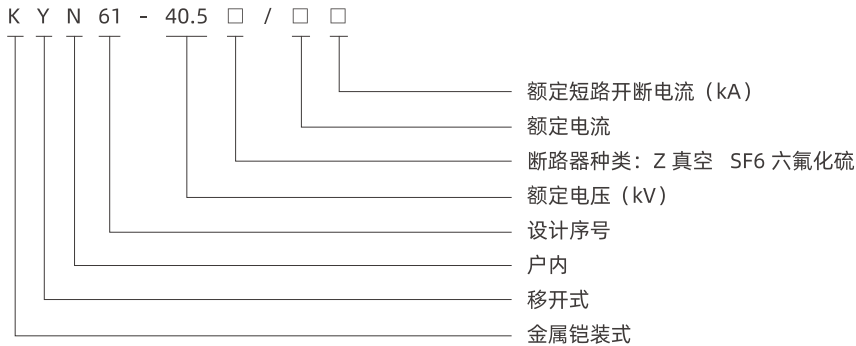 K Y N 61 - 40.5 □ / □ □
额定短路开断电流（kA）
额定电流
断路器种类：Z 真空 SF6 六氟化硫
额定电压（kV）
设计序号
户内
移开式
金属铠装式